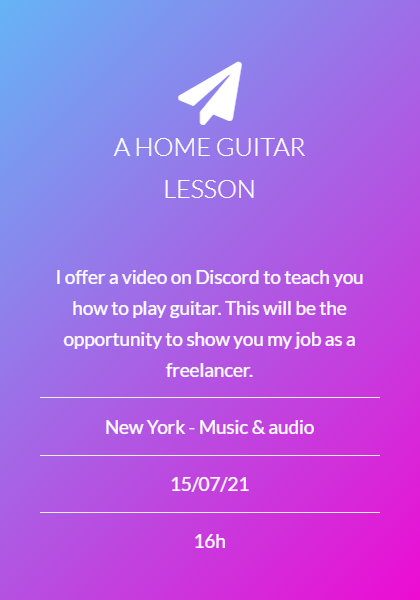 A HOME GUITAR
LESSON
I offer a video on Discord to teach you
how to play guitar. This will be the
opportunity to show you my job as a
freelancer.
New York - Music & audio
15/07/21
16h